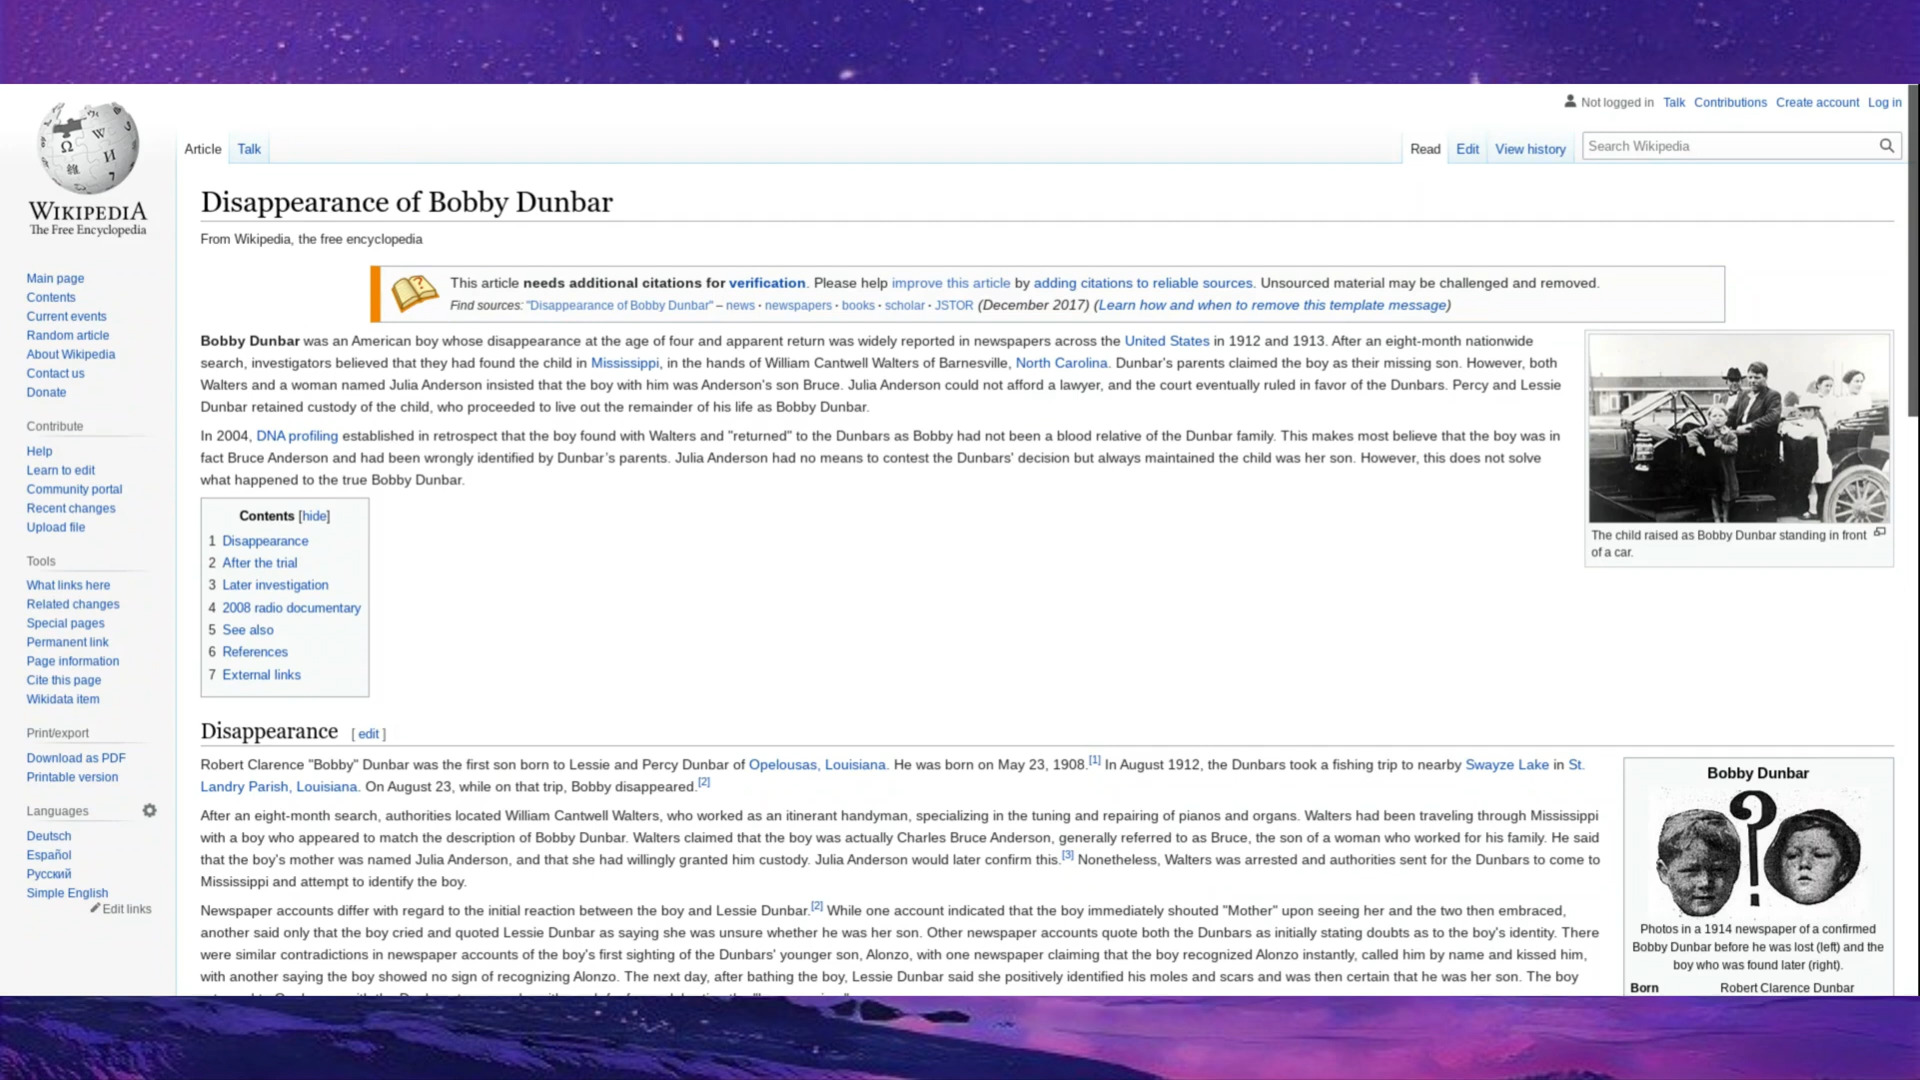 Not logged in Talk Contributions Create account Log in
Article Talk Read Edit View history Search Wikipedia
WIKIPEDIA
The Free Encyclopedia
Main page
Contents
Current events
Random article
About Wikipedia
Contact us
Donate
Contribute
Help
Learn to edit
Community portal
Recent changes
Upload file
Tools
What links here
Related changes
Special pages
Permanent link
Page information
Cite this page
Wikidata item
Print/export
Download as PDF
Printable version
Languages
Deutsch
Español
Русский
Simple English
Edit links
Disappearance of Bobby Dunbar
From Wikipedia, the free encyclopedia
This article needs additional citations for verification. Please help improve this article by adding citations to reliable sources. Unsourced material may be challenged and removed.
Find sources: "Disappearance of Bobby Dunbar" – news · newspapers · books · scholar · JSTOR (December 2017) (Learn how and when to remove this template message)
Bobby Dunbar was an American boy whose disappearance at the age of four and apparent return was widely reported in newspapers across the United States in 1912 and 1913. After an eight-month nationwide
search, investigators believed that they had found the child in Mississippi, in the hands of William Cantwell Walters of Barnesville, North Carolina. Dunbar's parents claimed the boy as their missing son. However, both
Walters and a woman named Julia Anderson insisted that the boy with him was Anderson's son Bruce. Julia Anderson could not afford a lawyer, and the court eventually ruled in favor of the Dunbars. Percy and Lessie
Dunbar retained custody of the child, who proceeded to live out the remainder of his life as Bobby Dunbar.
In 2004, DNA profiling established in retrospect that the boy found with Walters and "returned" to the Dunbars as Bobby had not been a blood relative of the Dunbar family. This makes most believe that the boy was in
fact Bruce Anderson and had been wrongly identified by Dunbar's parents. Julia Anderson had no means to contest the Dunbars' decision but always maintained the child was her son. However, this does not solve
what happened to the true Bobby Dunbar.
The child raised as Bobby Dunbar standing in front
of a car.
Contents [hide]
1 Disappearance
2 After the trial
3 Later investigation
4 2008 radio documentary
5 See also
6 References
7 External links
Disappearance [ edit ]
Robert Clarence "Bobby" Dunbar was the first son born to Lessie and Percy Dunbar of Opelousas, Louisiana. He was born on May 23, 1908.[1] In August 1912, the Dunbars took a fishing trip to nearby Swayze Lake in St.
Landry Parish, Louisiana. On August 23, while on that trip, Bobby disappeared.[2]
After an eight-month search, authorities located William Cantwell Walters, who worked as an itinerant handyman, specializing in the tuning and repairing of pianos and organs. Walters had been traveling through Mississippi
with a boy who appeared to match the description of Bobby Dunbar. Walters claimed that the boy was actually Charles Bruce Anderson, generally referred to as Bruce, the son of a woman who worked for his family. He said
that the boy's mother was named Julia Anderson, and that she had willingly granted him custody. Julia Anderson would later confirm this.[3] Nonetheless, Walters was arrested and authorities sent for the Dunbars to come to
Mississippi and attempt to identify the boy.
Newspaper accounts differ with regard to the initial reaction between the boy and Lessie Dunbar.[2] While one account indicated that the boy immediately shouted "Mother" upon seeing her and the two then embraced,
another said only that the boy cried and quoted Lessie Dunbar as saying she was unsure whether he was her son. Other newspaper accounts quote both the Dunbars as initially stating doubts as to the boy's identity. There
were similar contradictions in newspaper accounts of the boy's first sighting of the Dunbars' younger son, Alonzo, with one newspaper claiming that the boy recognized Alonzo instantly, called him by name and kissed him,
with another saying the boy showed no sign of recognizing Alonzo. The next day, after bathing the boy, Lessie Dunbar said she positively identified his moles and scars and was then certain that he was her son. The boy
Bobby Dunbar
?
Photos in a 1914 newspaper of a confirmed
Bobby Dunbar before he was lost (left) and the
boy who was found later (right).
Born Robert Clarence Dunbar